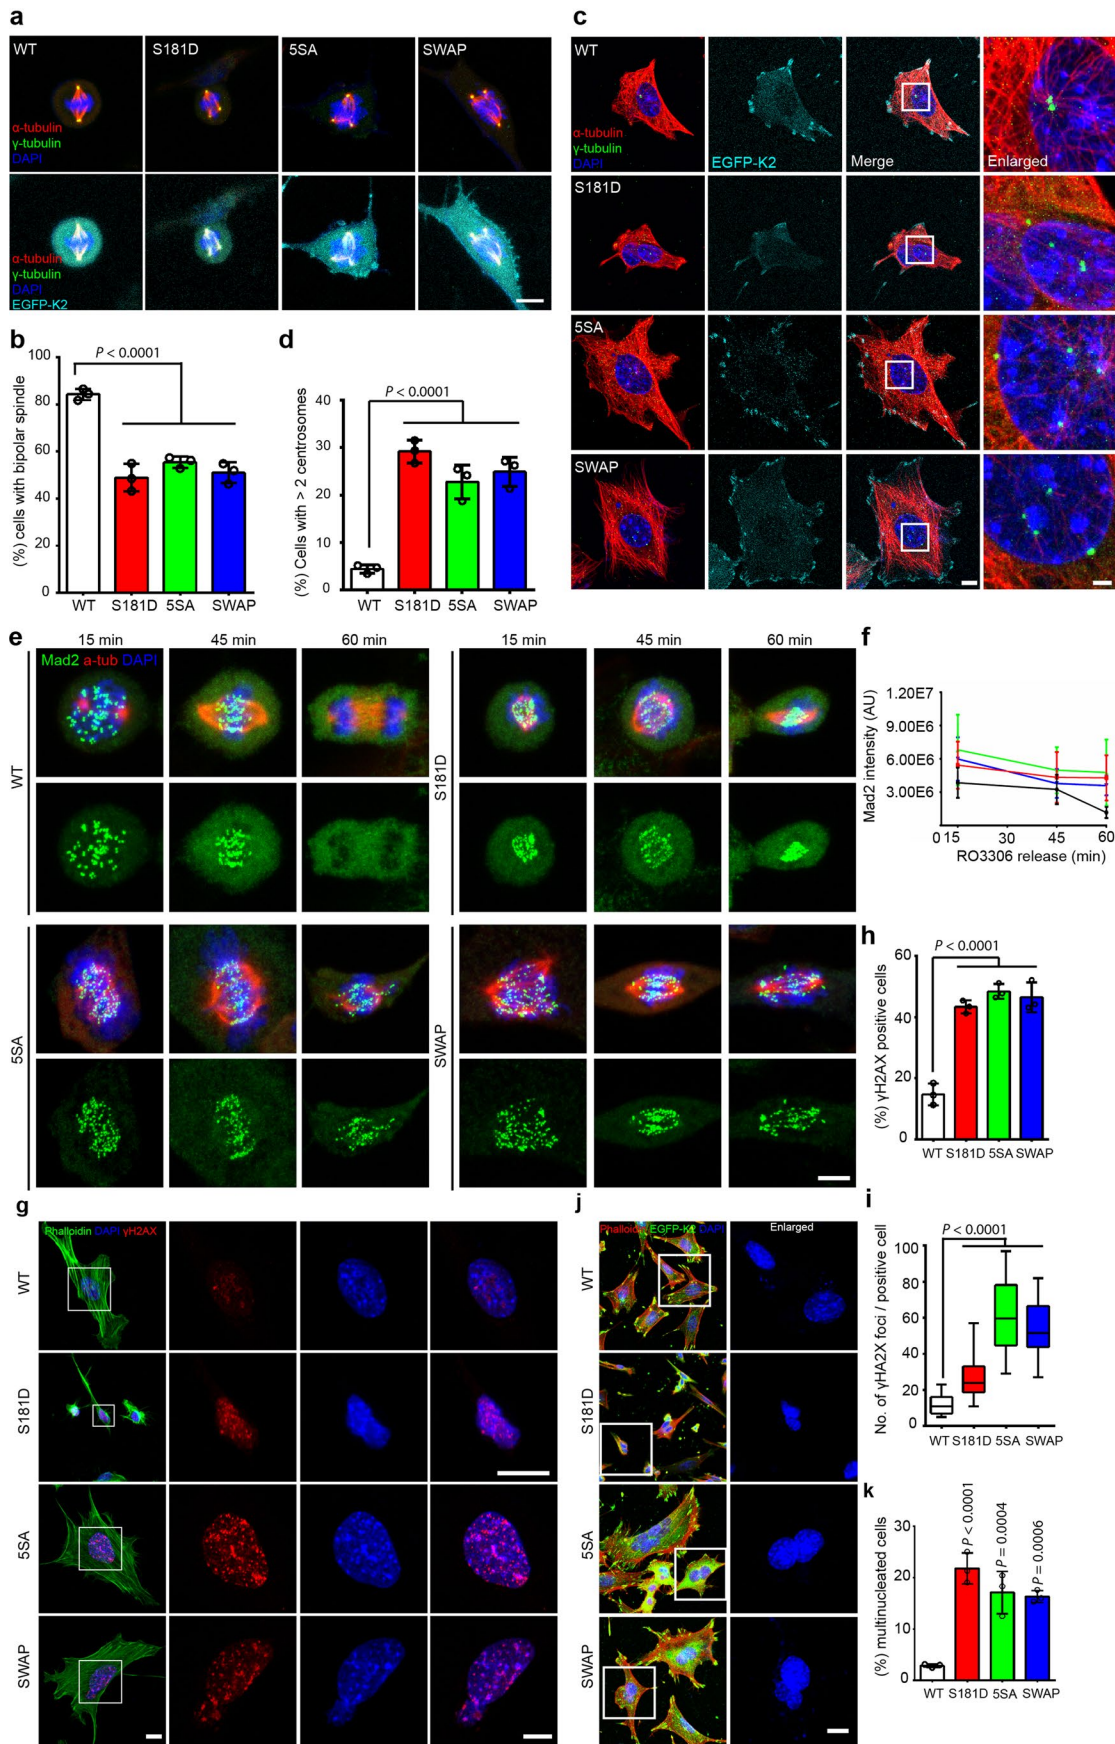 a
WT
S181D
5SA
SWAP
α-tubulin
γ-tubulin
DAPI
α-tubulin
γ-tubulin
DAPI
EGFP-K2
b
P < 0.0001
(%) cells with bipolar spindle
100
80
60
40
20
0
WT S181D 5SA SWAP
d
P < 0.0001
(%) Cells with > 2 centrosomes
40
30
20
10
0
WT S181D 5SA SWAP
c
WT
α-tubulin
γ-tubulin
DAPI
EGFP-K2
Merge
Enlarged
S181D
5SA
SWAP
e
15 min 45 min 60 min 15 min 45 min 60 min
Mad2 a-tub DAPI
WT
S181D
5SA
SWAP
f
Mad2 intensity (AU)
1.20E7
9.00E6
6.00E6
3.00E6
0 15 30 45 60
RO3306 release (min)
h
P < 0.0001
(%) γH2AX positive cells
60
40
20
0
WT S181D 5SA SWAP
g
Phalloidin DAPI γH2AX
WT
S181D
5SA
SWAP
j
Phalloidin EGFP-K2 DAPI
Enlarged
WT
S181D
5SA
SWAP
i
P < 0.0001
No. of γHA2X foci / positive cell
100
80
60
40
20
0
WT S181D 5SA SWAP
k
P < 0.0001
P = 0.0004
P = 0.0006
(%) multinucleated cells
30
20
10
0
WT S181D 5SA SWAP